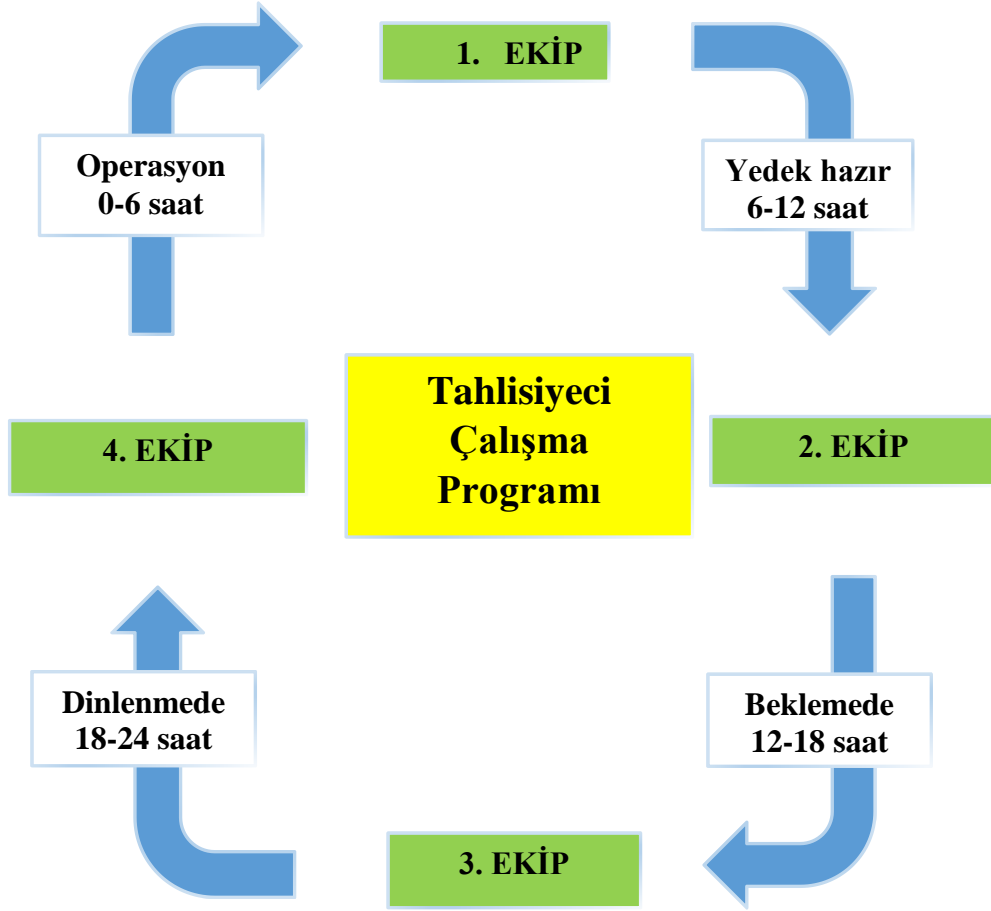 1. EKİP
Operasyon
0-6 saat
Yedek hazır
6-12 saat
Tahlisiyeci
Çalışma
Programı
4. EKİP
2. EKİP
Dinlenmede
18-24 saat
Beklemede
12-18 saat
3. EKİP